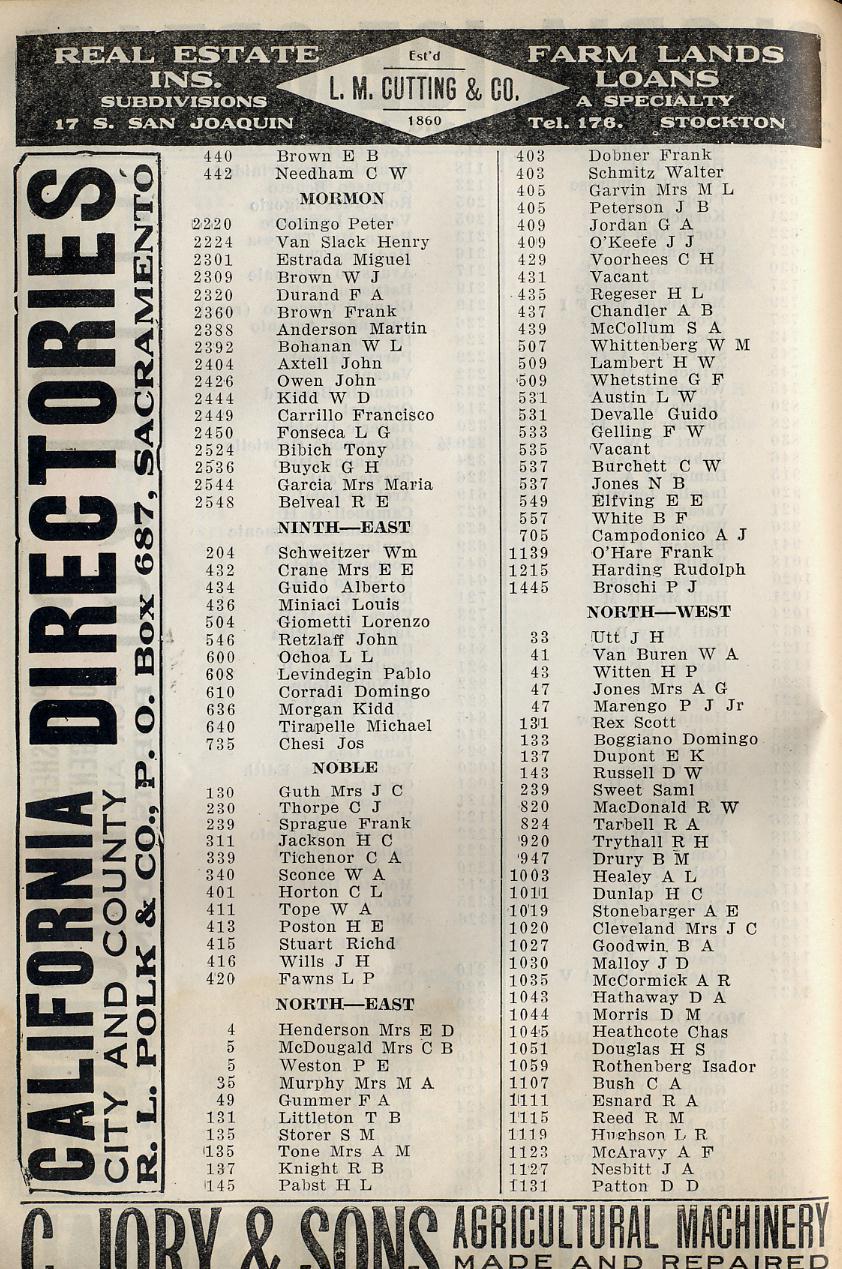 REAL ESTATE
INS.
SUBDIVISIONS
17 S. SAN JOAQUIN
Est'd
L. M. CUTTING & CO.
1860
FARM LANDS
LOANS
A SPECIALTY
Tel. 176. STOCKTON
CALIFORNIA DIRECTORIES
CITY AND COUNTY
R. L. POLK & CO., P. O. Box 687, SACRAMENTO
440 Brown E B
442 Needham C W
MORMON
2220 Colingo Peter
2224 Van Slack Henry
2301 Estrada Miguel
2309 Brown W J
2320 Durand F A
2360 Brown Frank
2388 Anderson Martin
2392 Bohanan W L
2404 Axtell John
2426 Owen John
2444 Kidd W D
2449 Carrillo Francisco
2450 Fonseca L G
2524 Bibich Tony
2536 Buyck G H
2544 Garcia Mrs Maria
2548 Belveal R E
NINTH—EAST
204 Schweitzer Wm
432 Crane Mrs E E
434 Guido Alberto
436 Miniaci Louis
504 Giometti Lorenzo
546 Retzlaff John
600 Ochoa L L
608 Levindegin Pablo
610 Corradi Domingo
636 Morgan Kidd
640 Tirapelle Michael
735 Chesi Jos
NOBLE
130 Guth Mrs J C
230 Thorpe C J
239 Sprague Frank
311 Jackson H C
339 Tichenor C A
340 Sconce W A
401 Horton C L
411 Tope W A
413 Poston H E
415 Stuart Richd
416 Wills J H
420 Fawns L P
NORTH—EAST
4 Henderson Mrs E D
5 McDougald Mrs C B
5 Weston P E
35 Murphy Mrs M A
49 Gummer F A
131 Littleton T B
135 Storer S M
135 Tone Mrs A M
137 Knight R B
145 Pabst H L
403 Dobner Frank
403 Schmitz Walter
405 Garvin Mrs M L
405 Peterson J B
409 Jordan G A
409 O'Keefe J J
429 Voorhees C H
431 Vacant
435 Regeser H L
437 Chandler A B
439 McCollum S A
507 Whittenberg W M
509 Lambert H W
509 Whetstine G F
531 Austin L W
531 Devalle Guido
533 Gelling F W
535 Vacant
537 Burchett C W
537 Jones N B
549 Elfving E E
557 White B F
705 Campodonico A J
1139 O'Hare Frank
1215 Harding Rudolph
1445 Broschi P J
NORTH—WEST
33 Utt J H
41 Van Buren W A
43 Witten H P
47 Jones Mrs A G
47 Marengo P J Jr
131 Rex Scott
133 Boggiano Domingo
137 Dupont E K
143 Russell D W
239 Sweet Saml
820 MacDonald R W
824 Tarbell R A
920 Trythall R H
947 Drury B M
1003 Healey A L
1011 Dunlap H C
1019 Stonebarger A E
1020 Cleveland Mrs J C
1027 Goodwin B A
1030 Malloy J D
1035 McCormick A R
1043 Hathaway D A
1044 Morris D M
1045 Heathcote Chas
1051 Douglas H S
1059 Rothenberg Isador
1107 Bush C A
1111 Esnard R A
1115 Reed R M
1119 Hughson L R
1123 McAravy A F
1127 Nesbitt J A
1131 Patton D D
C. JORY & SONS
AGRICULTURAL MACHINERY
MADE AND REPAIRED